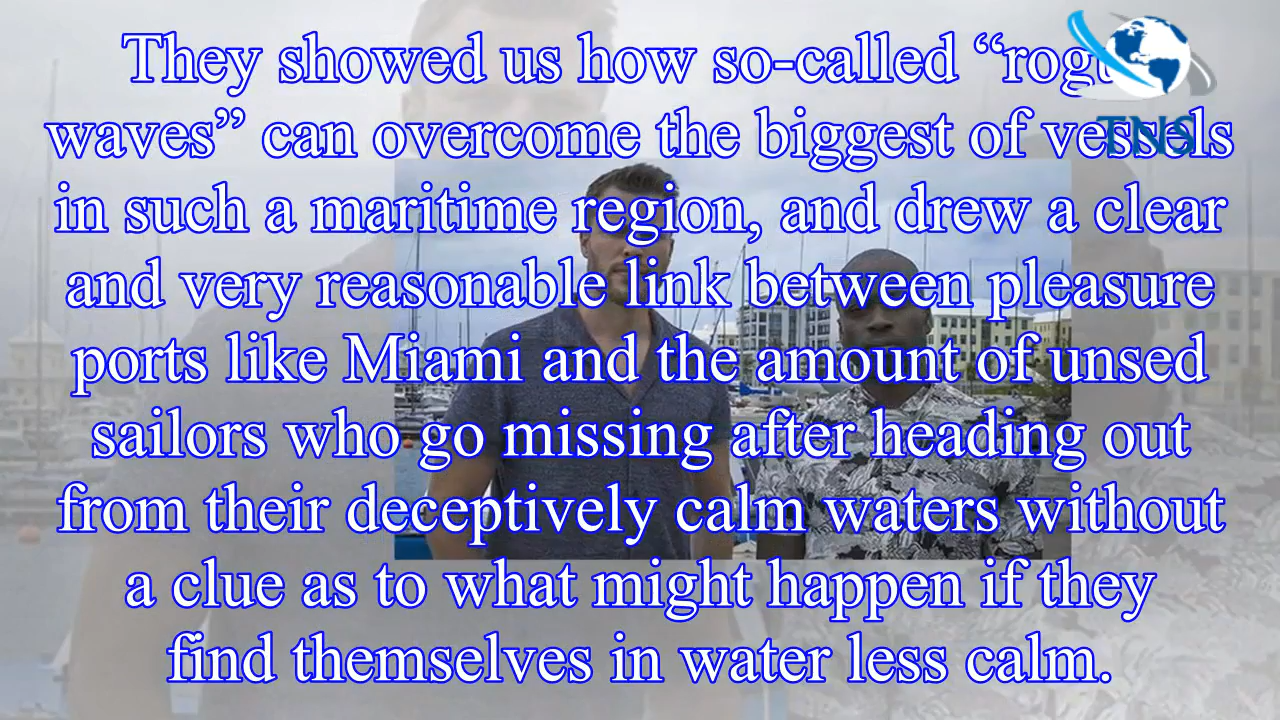 They showed us how so-called “rogue
waves” can overcome the biggest of vessels
in such a maritime region, and drew a clear
and very reasonable link between pleasure
ports like Miami and the amount of unsed
sailors who go missing after heading out
from their deceptively calm waters without
a clue as to what might happen if they
find themselves in water less calm.
TNS